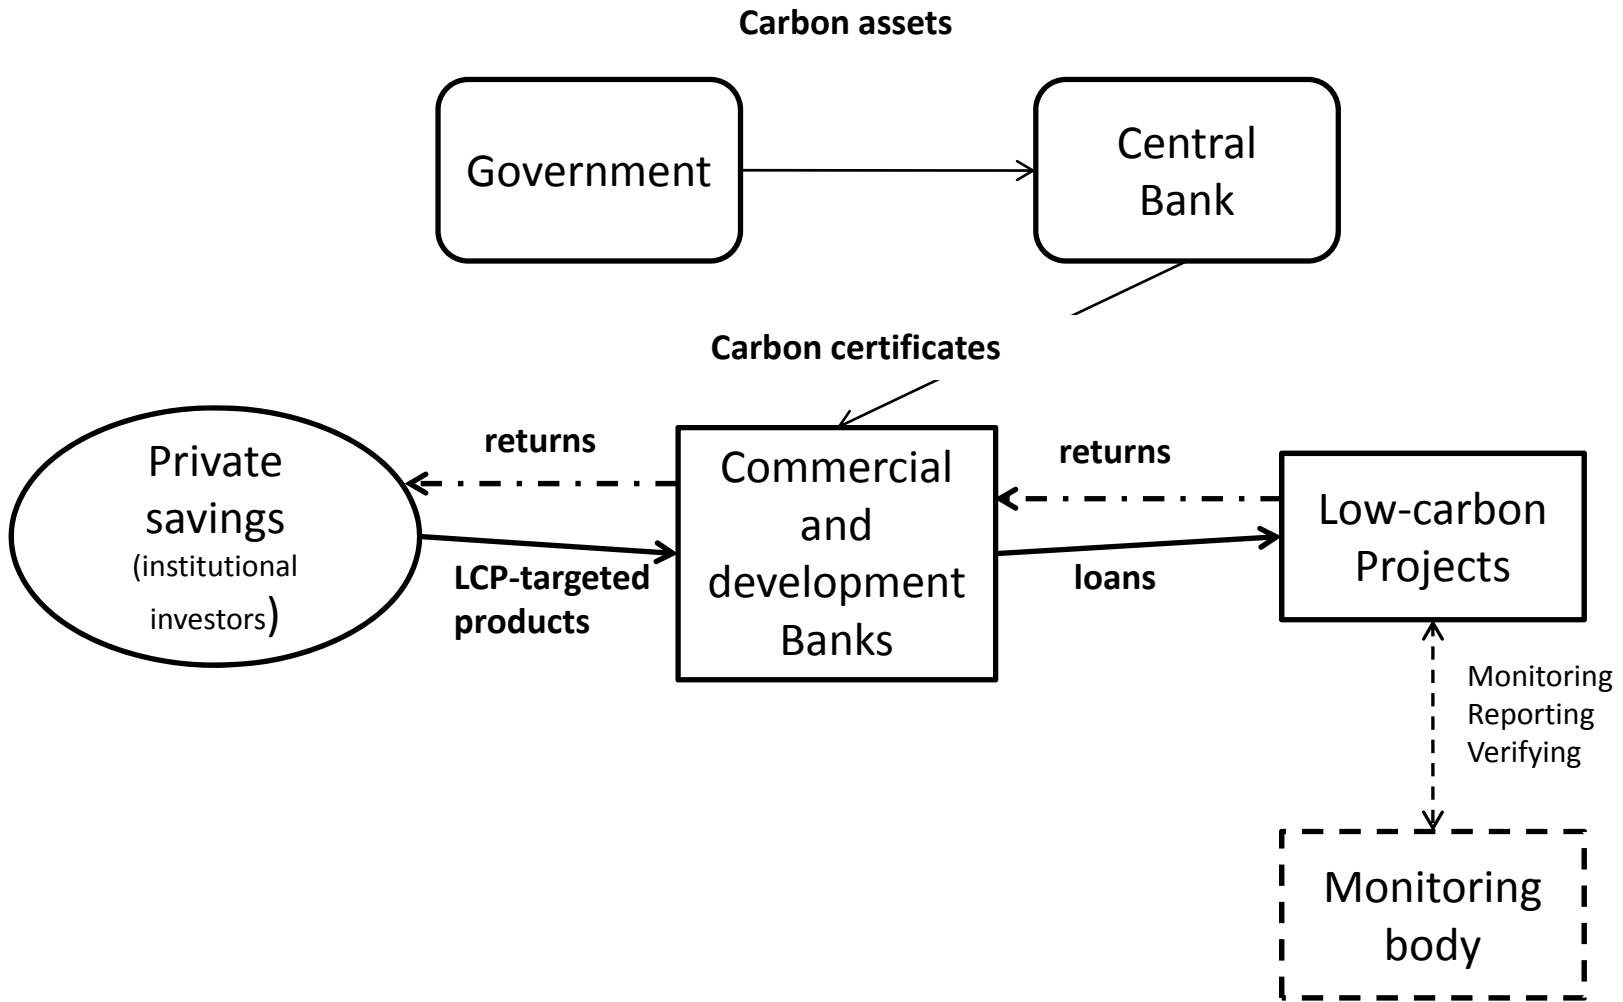 Carbon assets
Government
Central
Bank
Carbon certificates
Private
savings
(institutional
investors)
returns
LCP-targeted
products
Commercial
and
development
Banks
returns
loans
Low-carbon
Projects
Monitoring
Reporting
Verifying
Monitoring
body